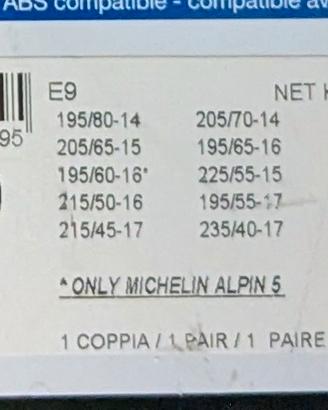 ABS compatible - compatible
E9 NET
95
195/80-14 205/70-14
205/65-15 195/65-16
195/60-16* 225/55-15
215/50-16 195/55-17
215/45-17 235/40-17
* ONLY MICHELIN ALPIN 5
1 COPPIA / 1 PAIR / 1 PAIRE